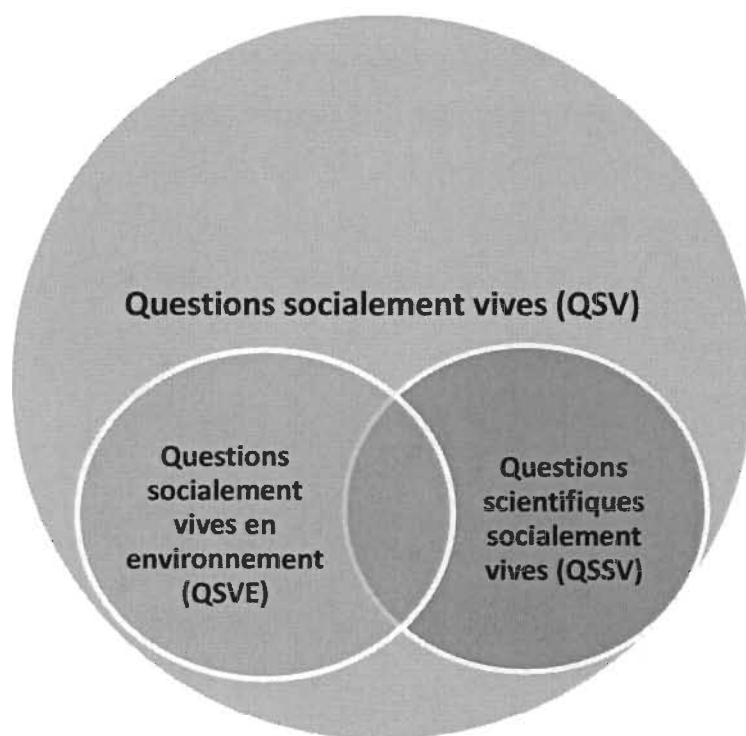 Questions socialement vives (QSV)
Questions
socialement
vives en
environnement
(QSVE)
Questions
scientifiques
socialement
vives (QSSV)